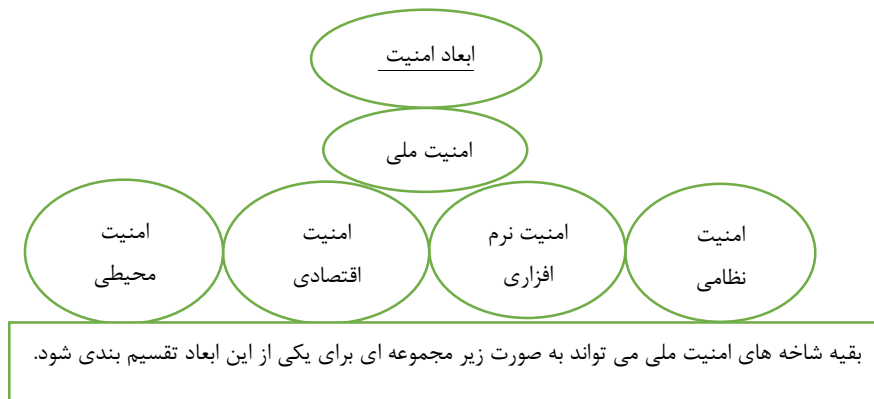 ابعاد امنیت
امنیت ملی
امنیت
نظامی
امنیت نرم
افزاری
امنیت
اقتصادی
امنیت
محیطی
بقیه شاخه های امنیت ملی می تواند به صورت زیر مجموعه ای برای یکی از این ابعاد تقسیم بندی شود.